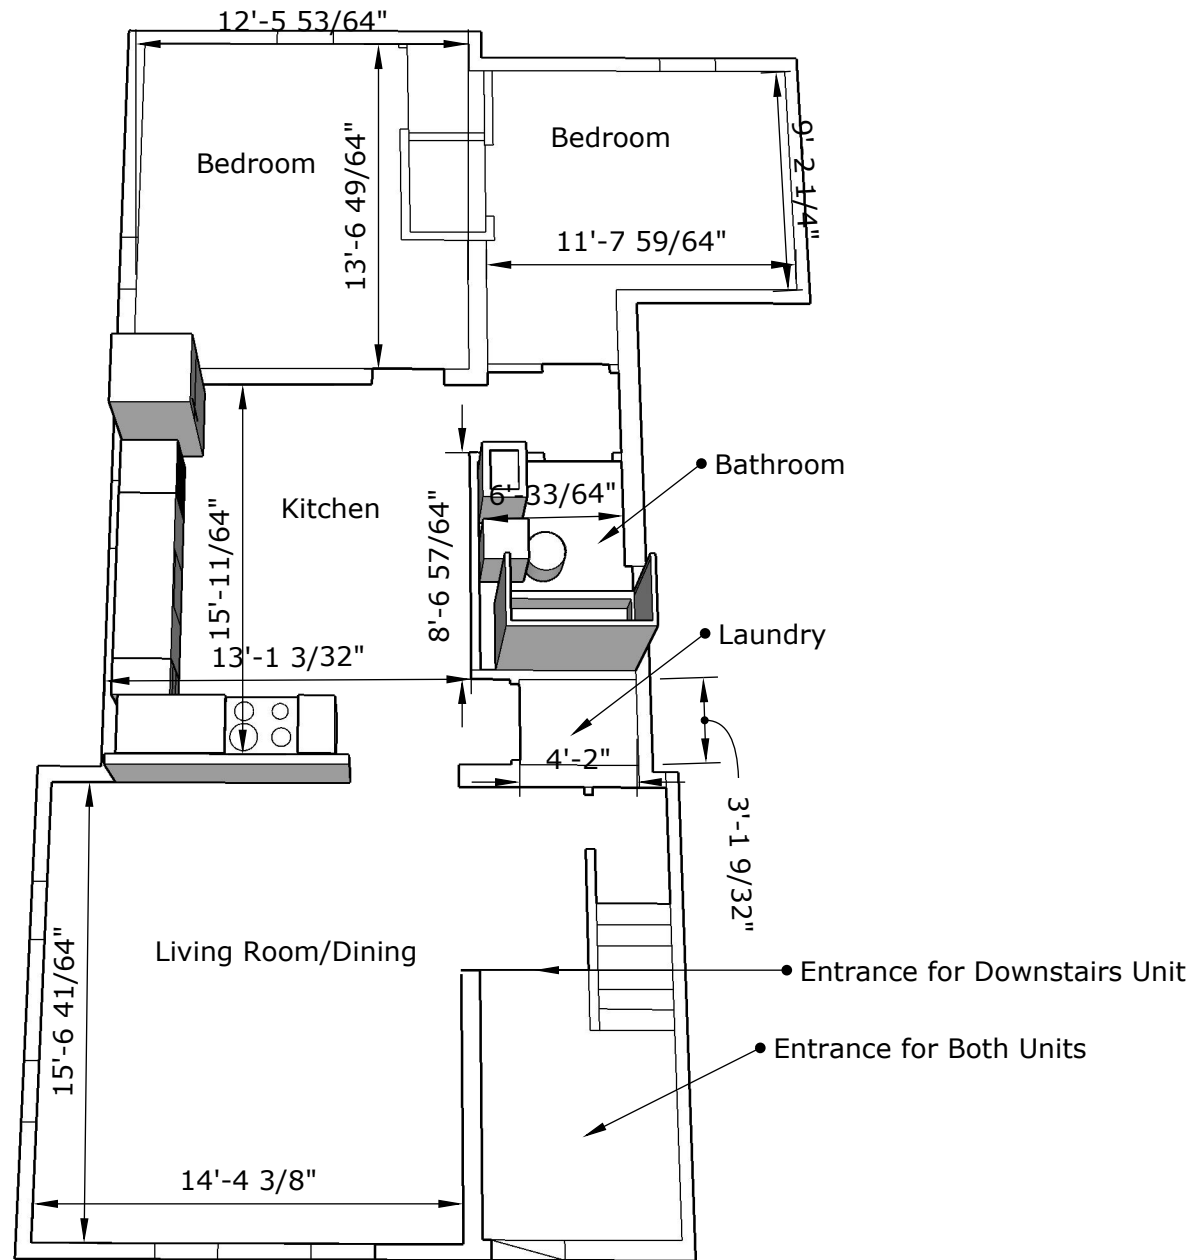 12'-5 53/64"
Bedroom
13'-6 49/64"
Bedroom
9' 2 1/4"
11'-7 59/64"
Bathroom
6' 33/64"
Kitchen
15'-11/64"
8'-6 57/64"
13'-1 3/32"
Laundry
4'-2"
3'-1 9/32"
Living Room/Dining
Entrance for Downstairs Unit
15'-6 41/64"
Entrance for Both Units
14'-4 3/8"